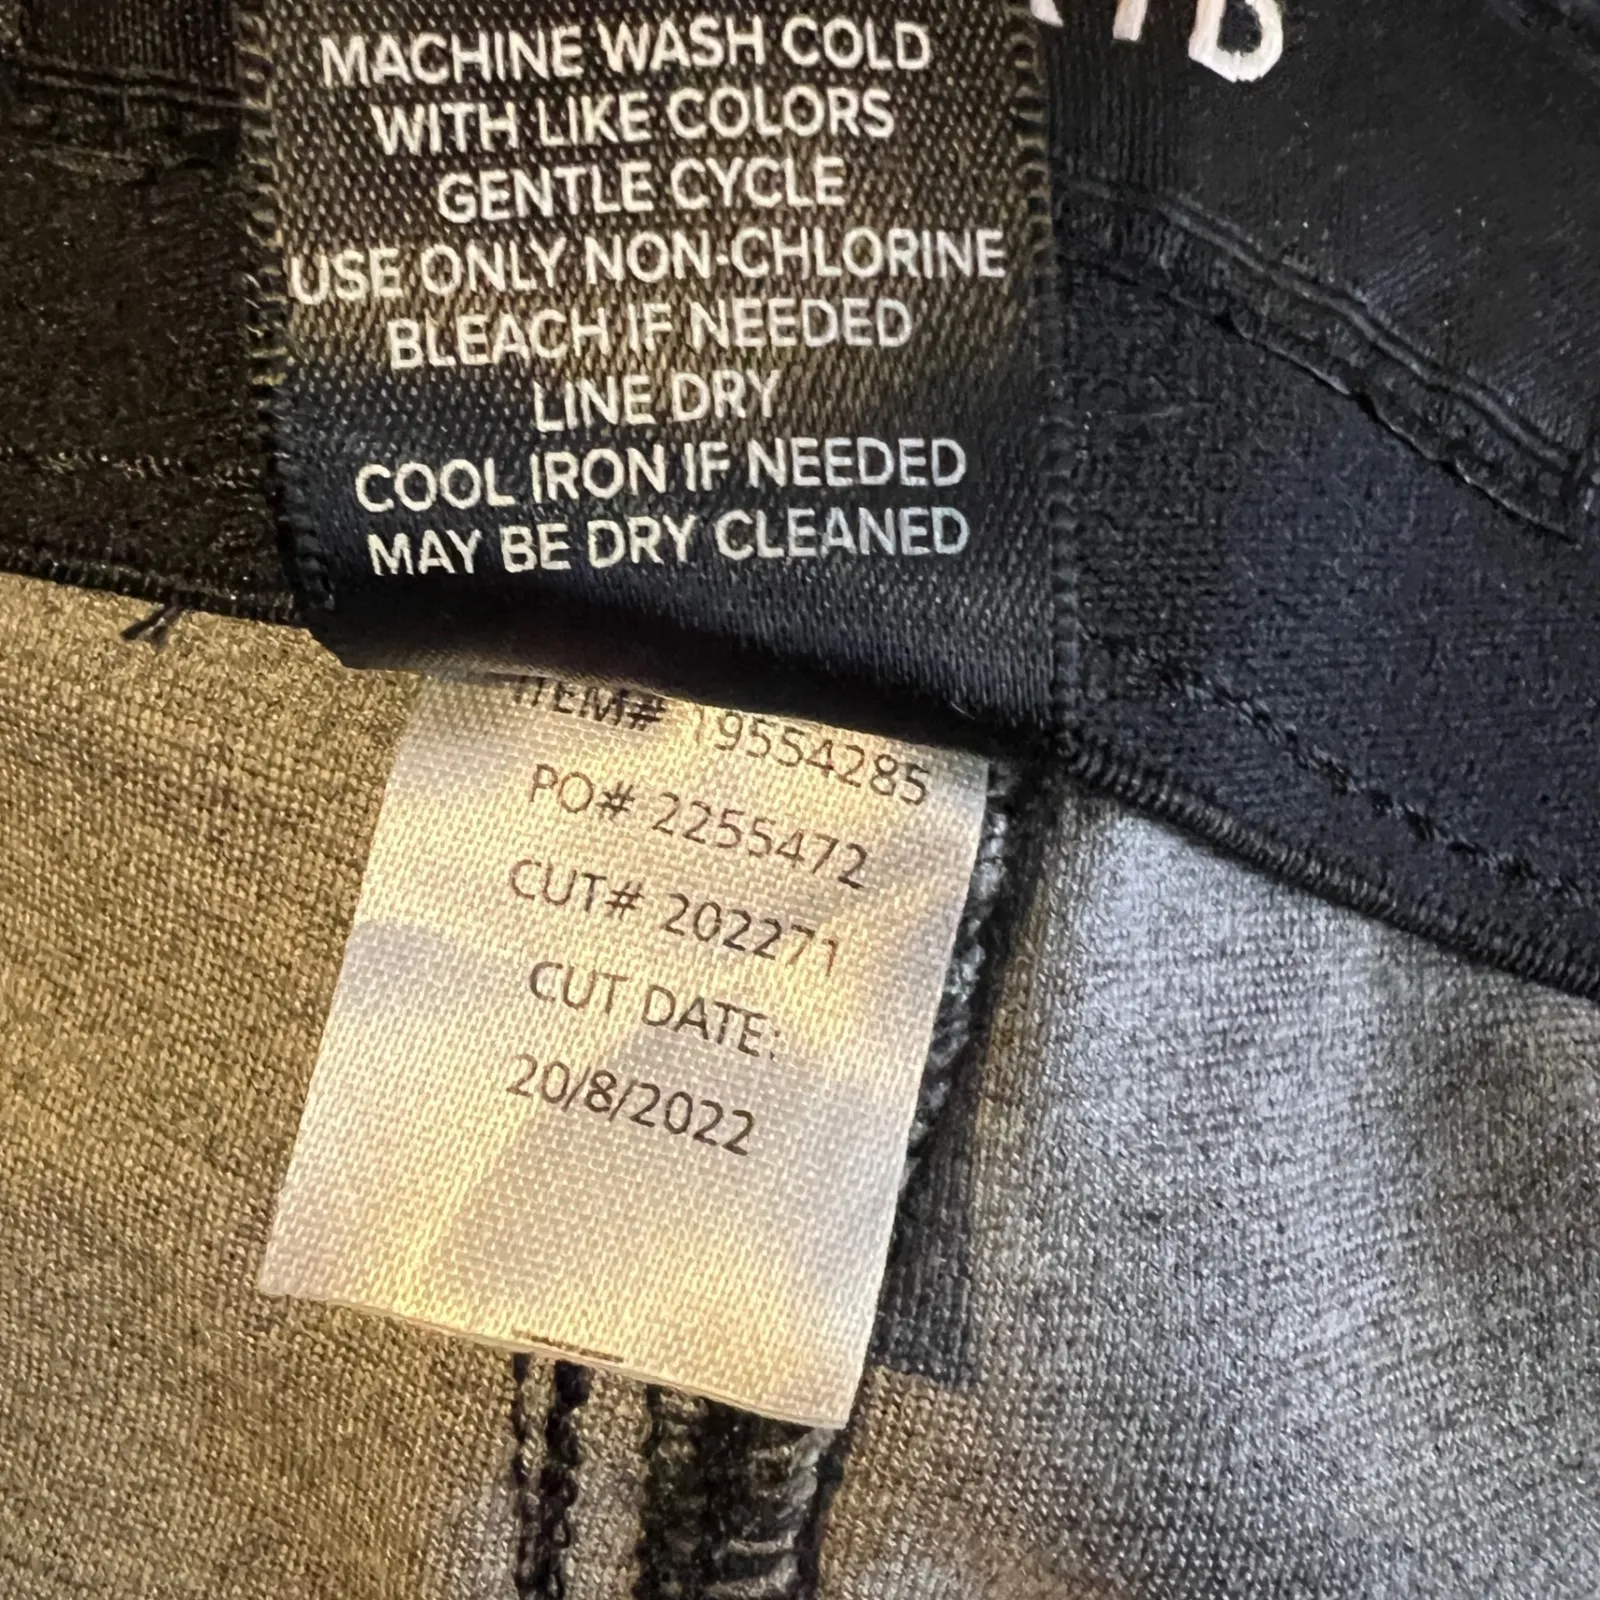 MACHINE WASH COLD
WITH LIKE COLORS
GENTLE CYCLE
USE ONLY NON-CHLORINE
BLEACH IF NEEDED
LINE DRY
COOL IRON IF NEEDED
MAY BE DRY CLEANED
ITEM# 19554285
PO# 2255472
CUT# 202271
CUT DATE:
20/8/2022